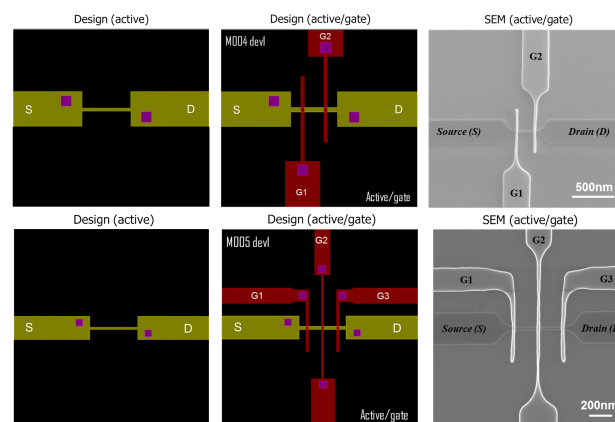 Design (active)
Design (active/gate)
SEM (active/gate)
S
D
M004 dev1
G2
S
D
G1
Active/gate
G2
Source (S)
Drain (D)
G1
500nm
Design (active)
Design (active/gate)
SEM (active/gate)
S
D
M005 dev1
G2
G1
G3
S
D
Active/gate
G2
G1
G3
Source (S)
Drain (
200nm